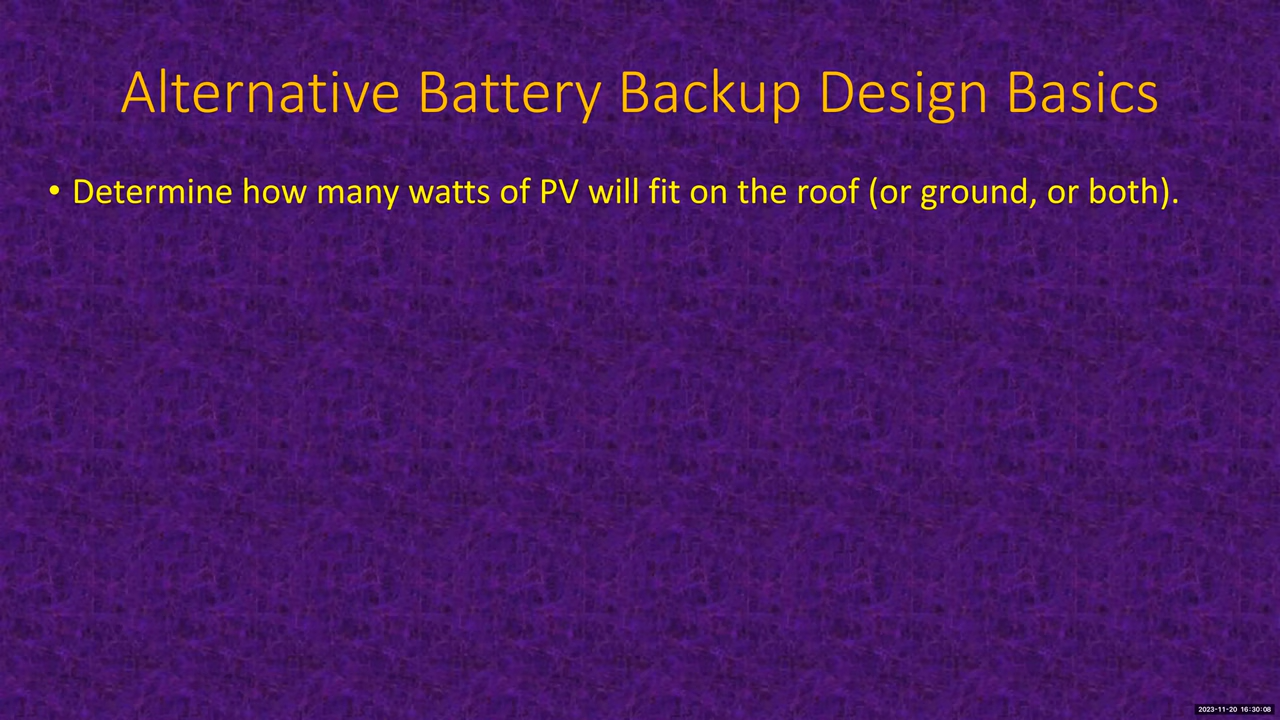 Alternative Battery Backup Design Basics
• Determine how many watts of PV will fit on the roof (or ground, or both).
2023-11-20 16:30:08